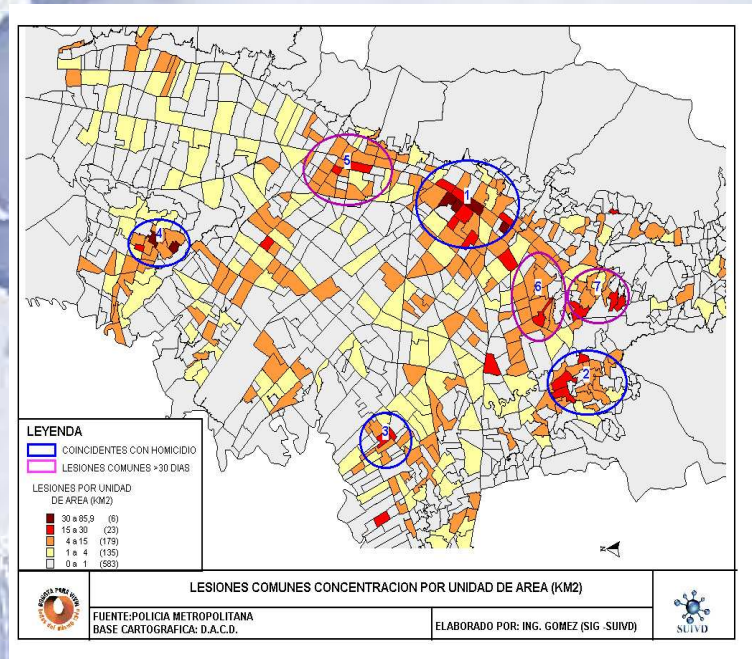 5
1
4
6
7
2
3
LEYENDA
COINCIDENTES CON HOMICIDIO
LESIONES COMUNES >30 DIAS
LESIONES POR UNIDAD
DE AREA (KM2)
30 a 85,9 (6)
15 a 30 (23)
4 a 15 (179)
1 a 4 (135)
0 a 1 (583)
N
LESIONES COMUNES CONCENTRACION POR UNIDAD DE AREA (KM2)
FUENTE:POLICIA METROPOLITANA
BASE CARTOGRAFICA: D.A.C.D.
ELABORADO POR: ING. GOMEZ (SIG -SUIVD)
BOGOTA PARA VIVIR
SUIVD